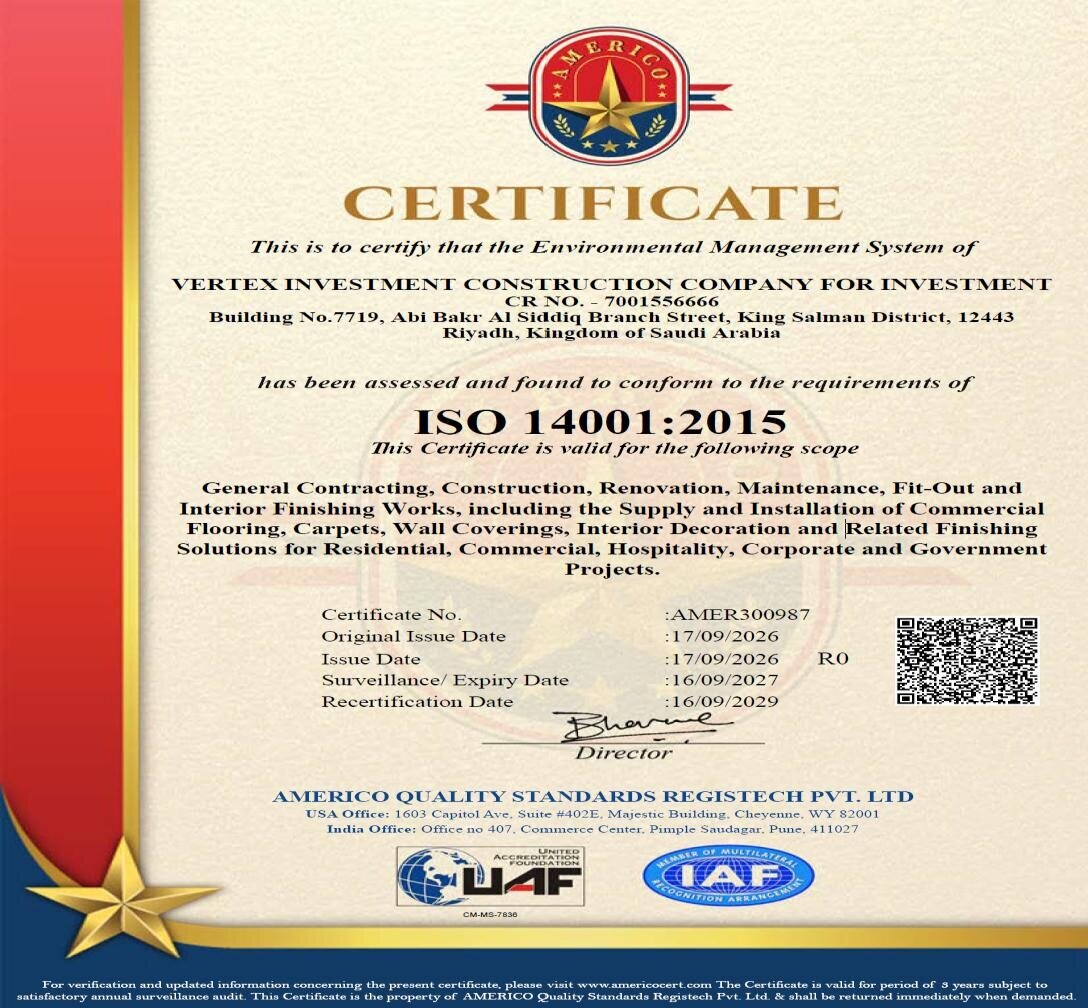 AMERICO
CERTIFICATE
This is to certify that the Environmental Management System of
VERTEX INVESTMENT CONSTRUCTION COMPANY FOR INVESTMENT
CR NO. - 7001556666
Building No.7719, Abi Bakr Al Siddiq Branch Street, King Salman District, 12443
Riyadh, Kingdom of Saudi Arabia
has been assessed and found to conform to the requirements of
ISO 14001:2015
This Certificate is valid for the following scope
General Contracting, Construction, Renovation, Maintenance, Fit-Out and
Interior Finishing Works, including the Supply and Installation of Commercial
Flooring, Carpets, Wall Coverings, Interior Decoration and Related Finishing
Solutions for Residential, Commercial, Hospitality, Corporate and Government
Projects.
Certificate No. :AMER300987
Original Issue Date :17/09/2026
Issue Date :17/09/2026 R0
Surveillance/ Expiry Date :16/09/2027
Recertification Date :16/09/2029
Director
AMERICO QUALITY STANDARDS REGISTECH PVT. LTD
USA Office: 1603 Capitol Ave, Suite #402E, Majestic Building, Cheyenne, WY 82001
India Office: Office no 407, Commerce Center, Pimple Saudagar, Pune, 411027
UNITED
ACCREDITATION
FOUNDATION
UAF
CM-MS-7836
MEMBER OF MULTILATERAL
IAF
RECOGNITION ARRANGEMENT
For verification and updated information concerning the present certificate, please visit www.americocert.com The Certificate is valid for period of 3 years subject to
satisfactory annual surveillance audit. This Certificate is the property of AMERICO Quality Standards Registech Pvt. Ltd. & shall be returned immediately when demanded